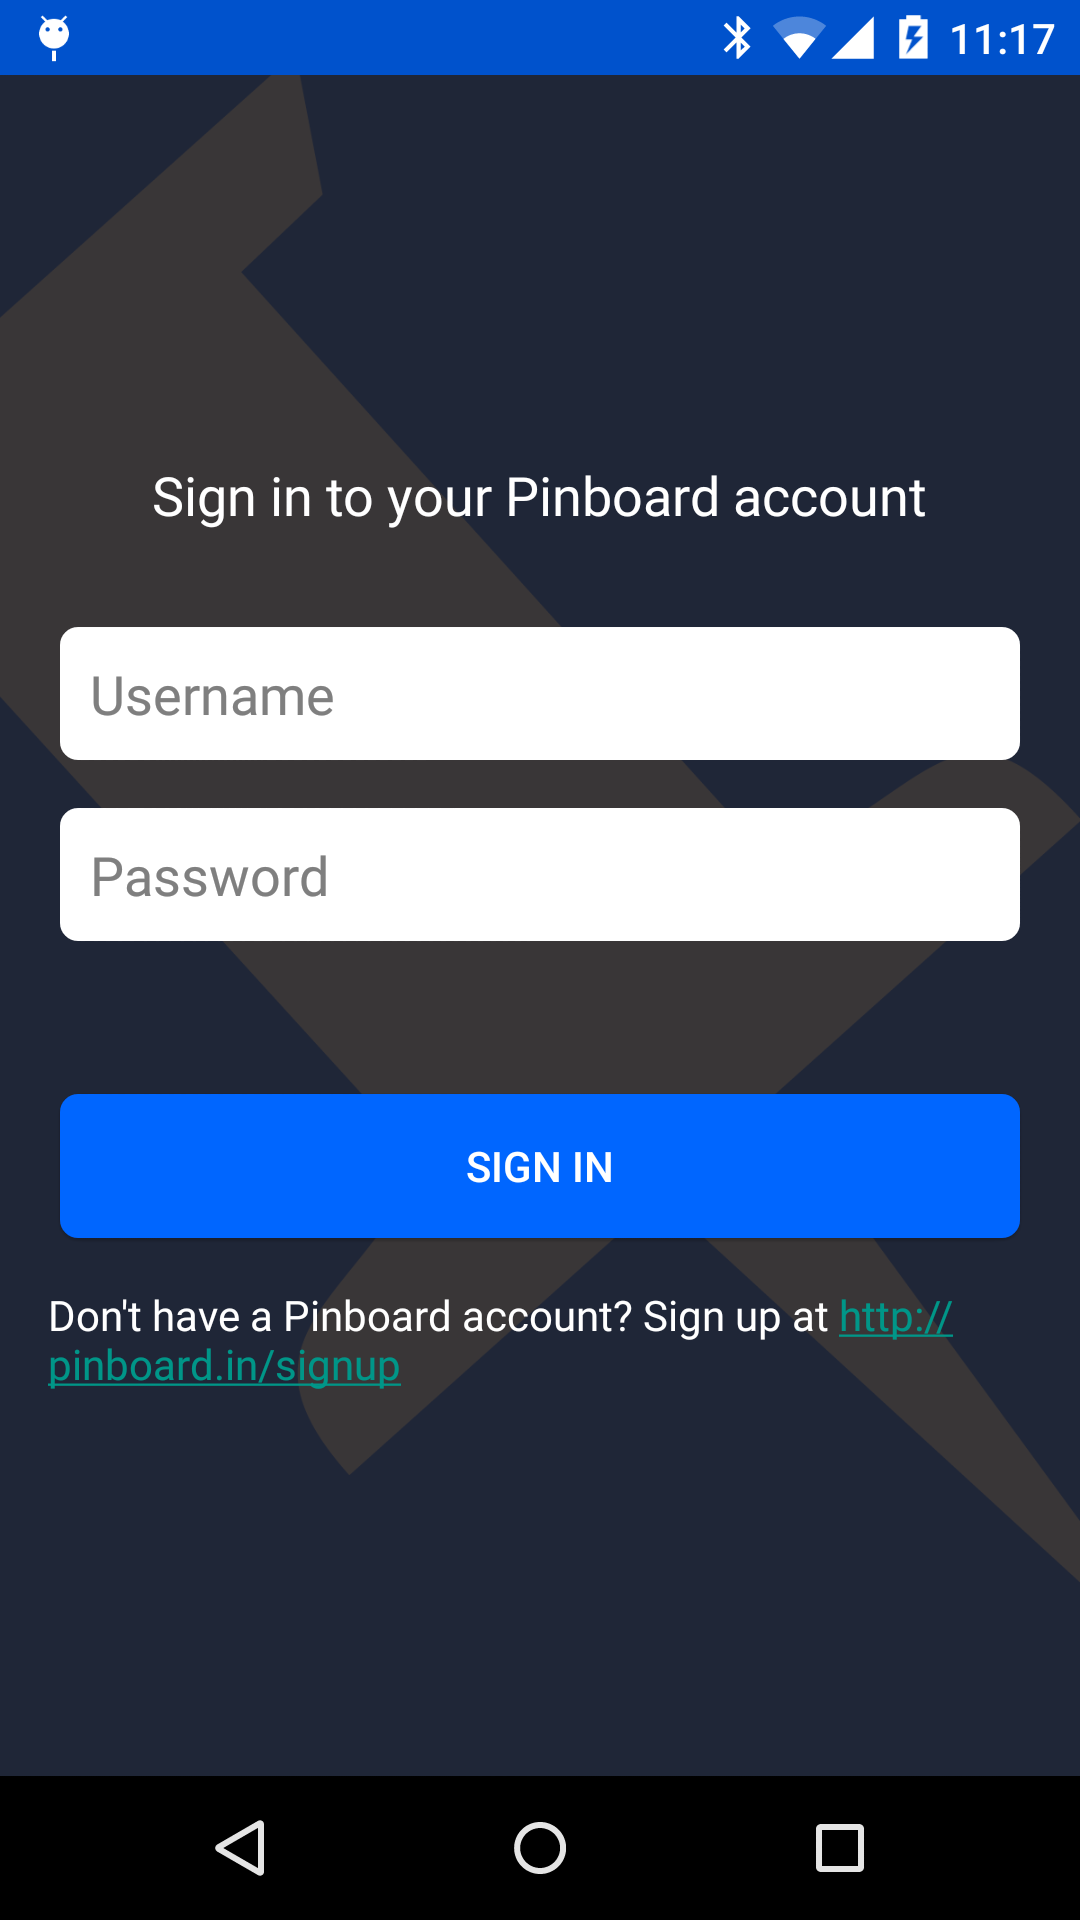 11:17
Sign in to your Pinboard account
Username
Password
SIGN IN
Don't have a Pinboard account? Sign up at http://
pinboard.in/signup